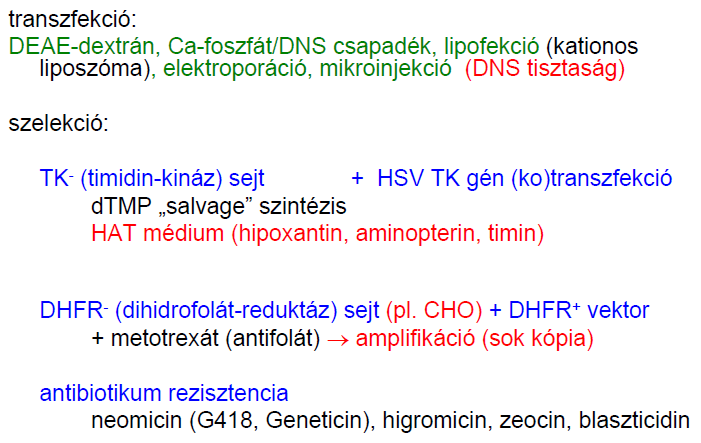 transzfekció:
DEAE-dextrán, Ca-foszfát/DNS csapadék, lipofekció (kationos
liposzóma), elektroporáció, mikroinjekció (DNS tisztaság)
szelekció:
TK- (timidin-kináz) sejt + HSV TK gén (ko)transzfekció
dTMP „salvage” szintézis
HAT médium (hipoxantin, aminopterin, timin)
DHFR- (dihidrofolát-reduktáz) sejt (pl. CHO) + DHFR+ vektor
+ metotrexát (antifolát) → amplifikáció (sok kópia)
antibiotikum rezisztencia
neomicin (G418, Geneticin), higromicin, zeocin, blaszticidin